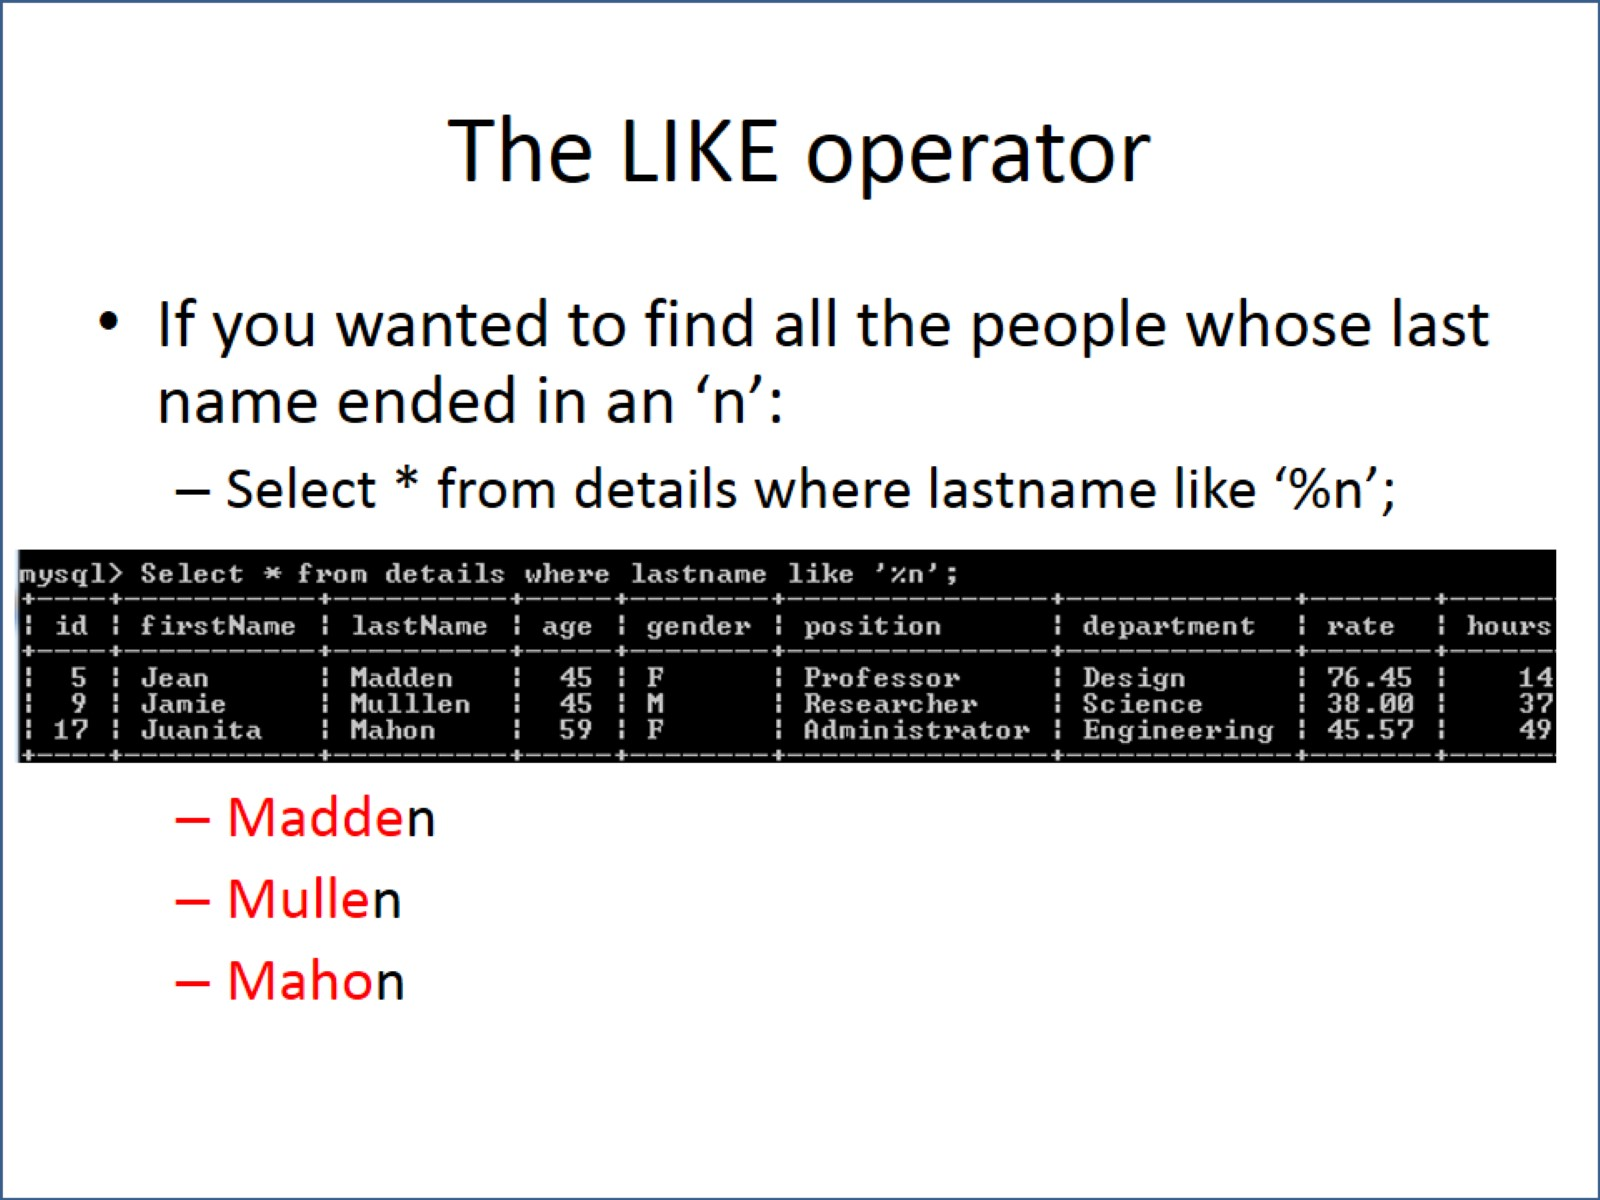 The LIKE operator
• If you wanted to find all the people whose last
name ended in an ‘n’:
– Select * from details where lastname like ‘%n’;
mysql> Select * from details where lastname like '%n';
+----+-----------+----------+-----+--------+---------------+-------------+-------+------
| id | firstName | lastName | age | gender | position | department | rate | hours
+----+-----------+----------+-----+--------+---------------+-------------+-------+------
| 5 | Jean | Madden | 45 | F | Professor | Design | 76.45 | 14
| 9 | Jamie | Mulllen | 45 | M | Researcher | Science | 38.00 | 37
| 17 | Juanita | Mahon | 59 | F | Administrator | Engineering | 45.57 | 49
+----+-----------+----------+-----+--------+---------------+-------------+-------+------
– Madden
– Mullen
– Mahon